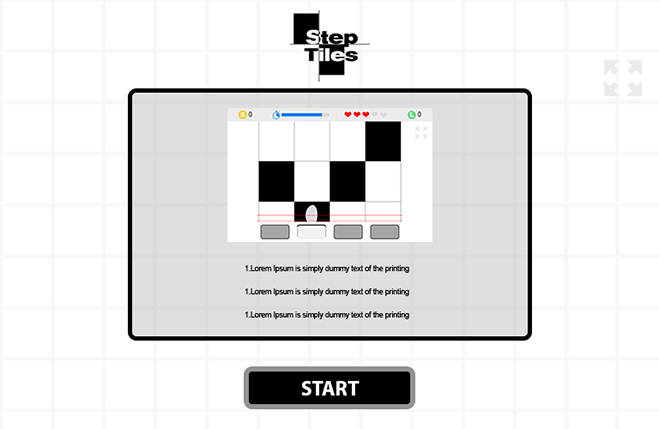 Step
Tiles
0 0
1.Lorem Ipsum is simply dummy text of the printing
1.Lorem Ipsum is simply dummy text of the printing
1.Lorem Ipsum is simply dummy text of the printing
START